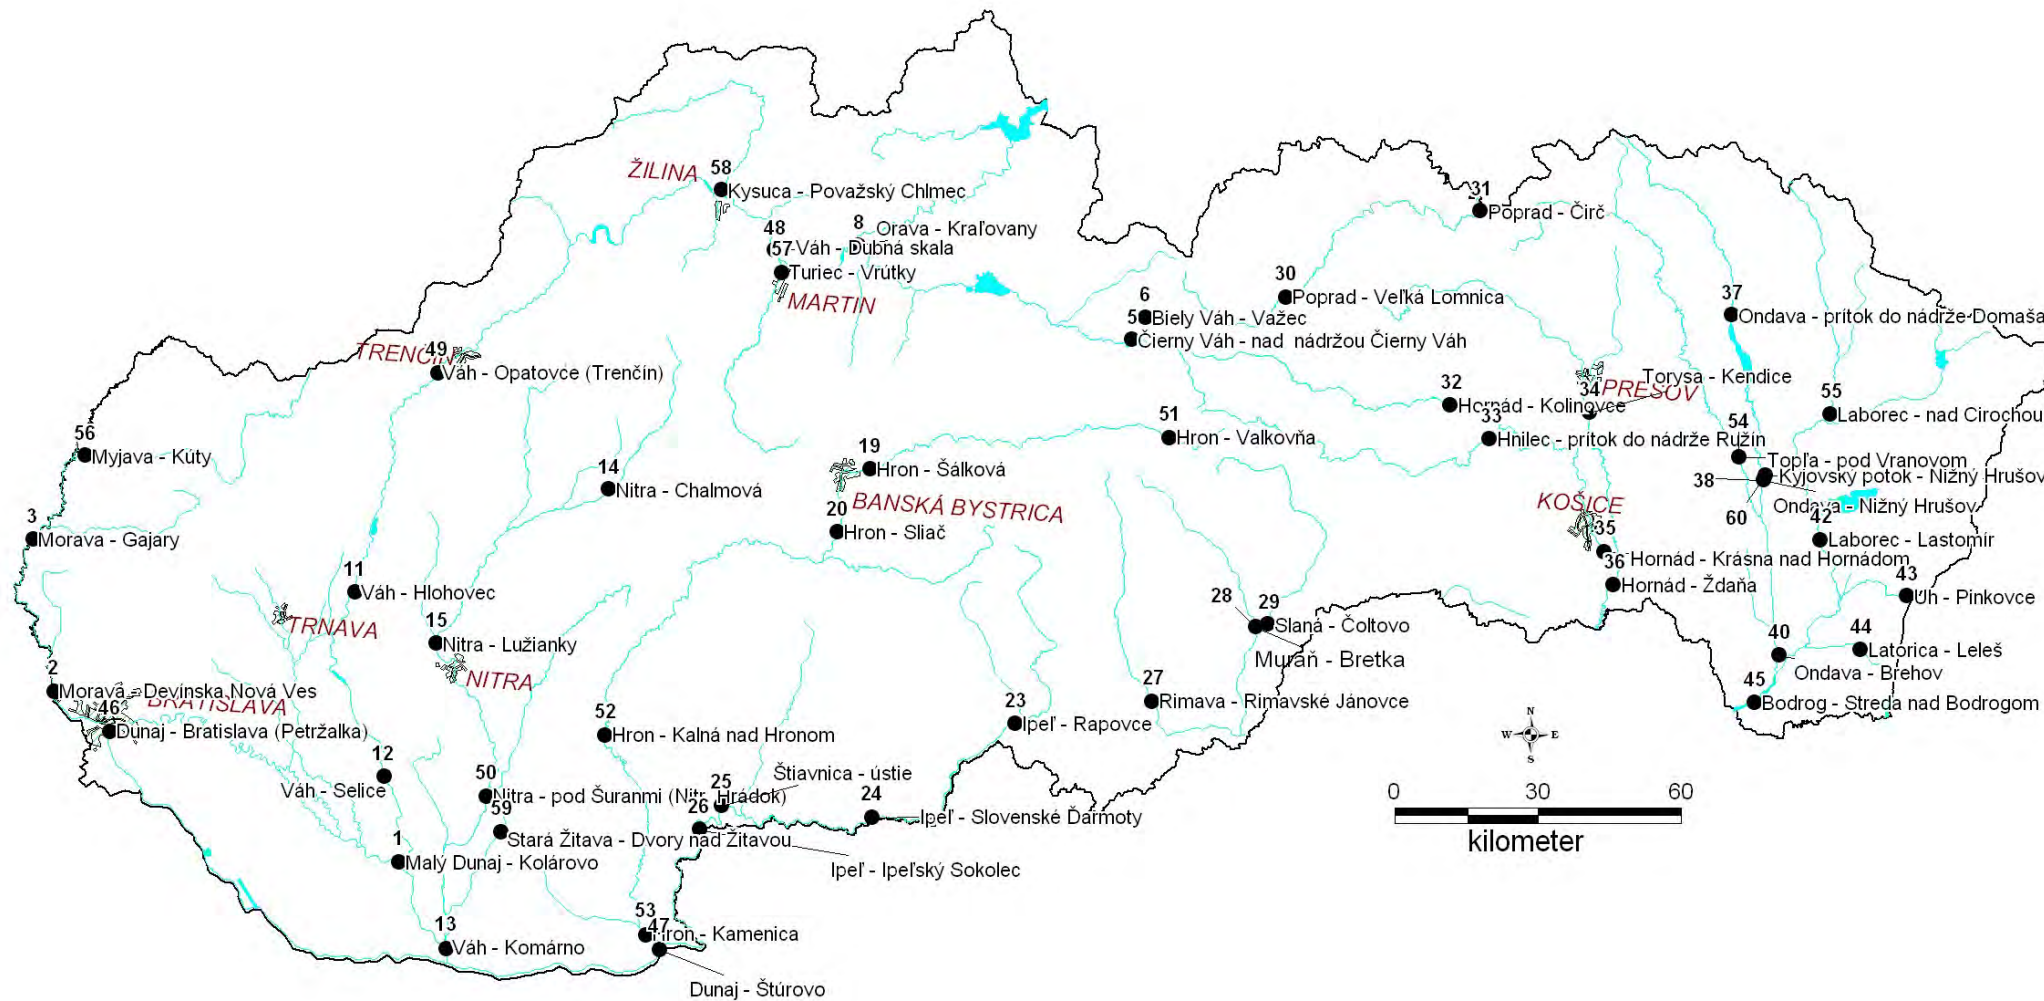 58
ŽILINA
Kysuca - Považský Chlmec
31
Poprad - Čirč
48
8
Orava - Kraľovany
57
Váh - Dubná skala
Turiec - Vrútky
MARTIN
30
Poprad - Veľká Lomnica
6
Biely Váh - Važec
5
Čierny Váh - nad nádržou Čierny Váh
37
Ondava - prítok do nádrže Domaša
TRENČÍN
49
Váh - Opatovce (Trenčín)
Torysa - Kendice
PREŠOV
34
32
Hornád - Kolinovce
33
Hnilec - prítok do nádrže Ružín
55
Laborec - nad Cirochou
51
Hron - Valkovňa
54
Topľa - pod Vranovom
Kyjovský potok - Nižný Hrušov
38
Ondava - Nižný Hrušov
60
56
Myjava - Kúty
19
Hron - Šálková
14
Nitra - Chalmová
BANSKÁ BYSTRICA
20
Hron - Sliač
KOŠICE
35
Hornád - Krásna nad Hornádom
36
Hornád - Ždaňa
42
Laborec - Lastomír
3
Morava - Gajary
43
Uh - Pinkovce
11
Váh - Hlohovec
TRNAVA
28
29
Slaná - Čoltovo
Muráň - Bretka
15
Nitra - Lužianky
NITRA
40
Ondava - Brehov
44
Latorica - Leleš
2
Morava - Devínska Nová Ves
BRATISLAVA
46
Dunaj - Bratislava (Petržalka)
45
Bodrog - Streda nad Bodrogom
27
Rimava - Rimavské Jánovce
23
Ipeľ - Rapovce
52
Hron - Kalná nad Hronom
N
W
E
S
12
Váh - Selice
50
Nitra - pod Šuranmi (Nitr. Hrádok)
Štiavnica - ústie
25
26
24
Ipeľ - Slovenské Ďarmoty
59
Stará Žitava - Dvory nad Žitavou
Ipeľ - Ipeľský Sokolec
0 30 60
kilometer
1
Malý Dunaj - Kolárovo
13
Váh - Komárno
53
Hron - Kamenica
47
Dunaj - Štúrovo